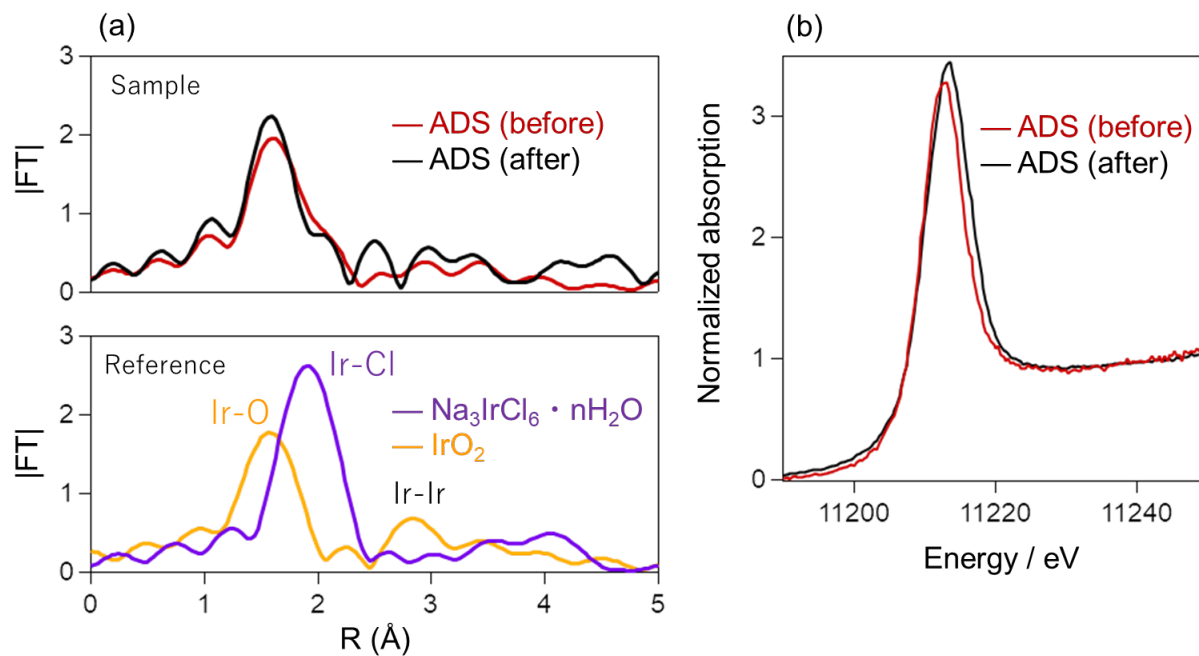 (a)
3
2
1
0
|FT|
Sample
ADS (before)
ADS (after)
3
2
1
0
|FT|
Reference
Ir-Cl
Ir-O
Na₃IrCl₆・nH₂O
IrO₂
Ir-Ir
0 1 2 3 4 5
R (Å)
(b)
3
2
1
0
Normalized absorption
ADS (before)
ADS (after)
11200 11220 11240
Energy / eV